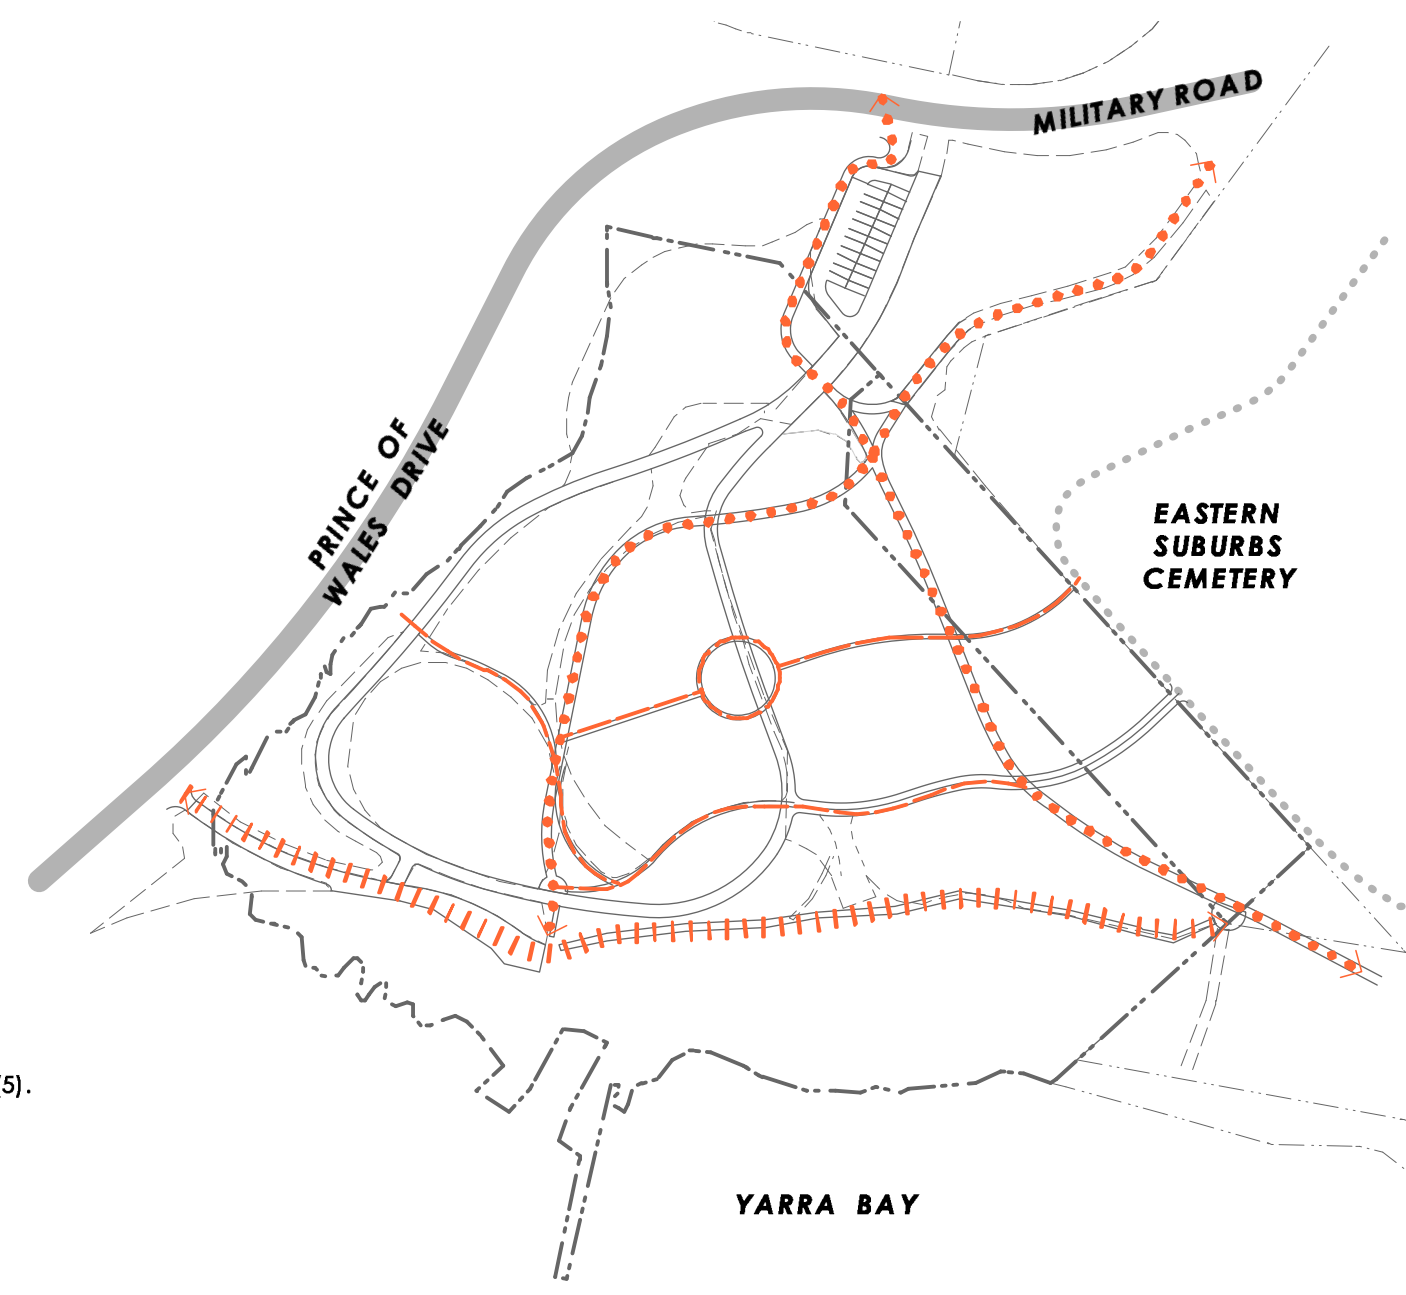 MILITARY ROAD
PRINCE OF
WALES DRIVE
EASTERN
SUBURBS
CEMETERY
5).
YARRA BAY